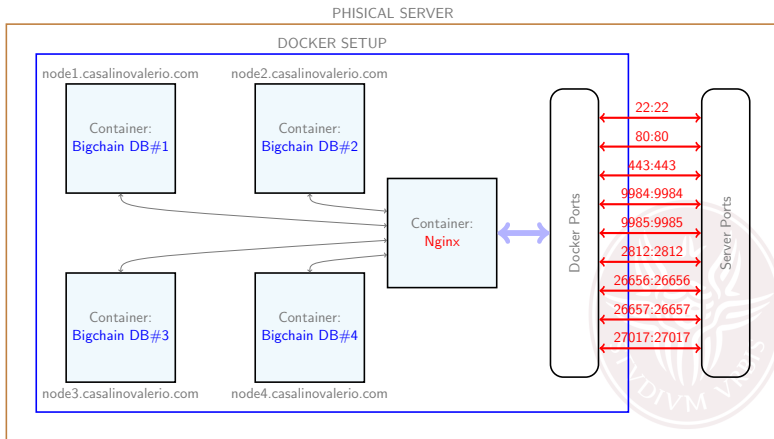 PHISICAL SERVER
DOCKER SETUP
node1.casalinovalerio.com
node2.casalinovalerio.com
Container:
Bigchain DB#1
Container:
Bigchain DB#2
Container:
Nginx
Container:
Bigchain DB#3
Container:
Bigchain DB#4
node3.casalinovalerio.com
node4.casalinovalerio.com
Docker Ports
22:22
80:80
443:443
9984:9984
9985:9985
2812:2812
26656:26656
26657:26657
27017:27017
Server Ports
VDIVM VRBIS